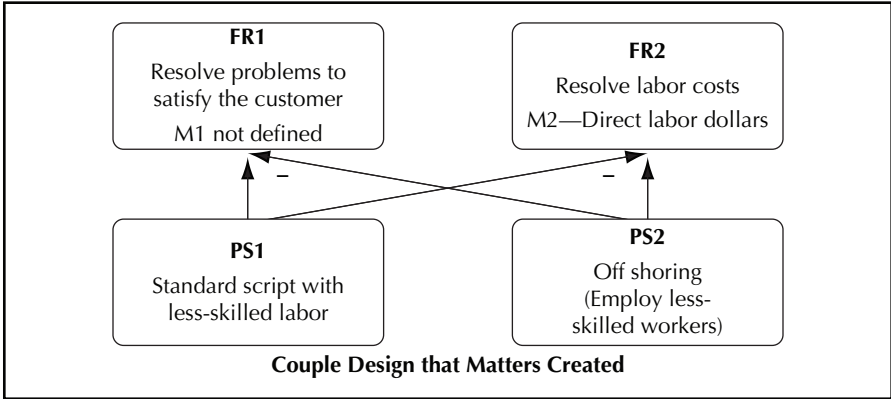 FR1
Resolve problems to
satisfy the customer
M1 not defined
FR2
Resolve labor costs
M2—Direct labor dollars
–
–
PS1
Standard script with
less-skilled labor
PS2
Off shoring
(Employ less-
skilled workers)
Couple Design that Matters Created